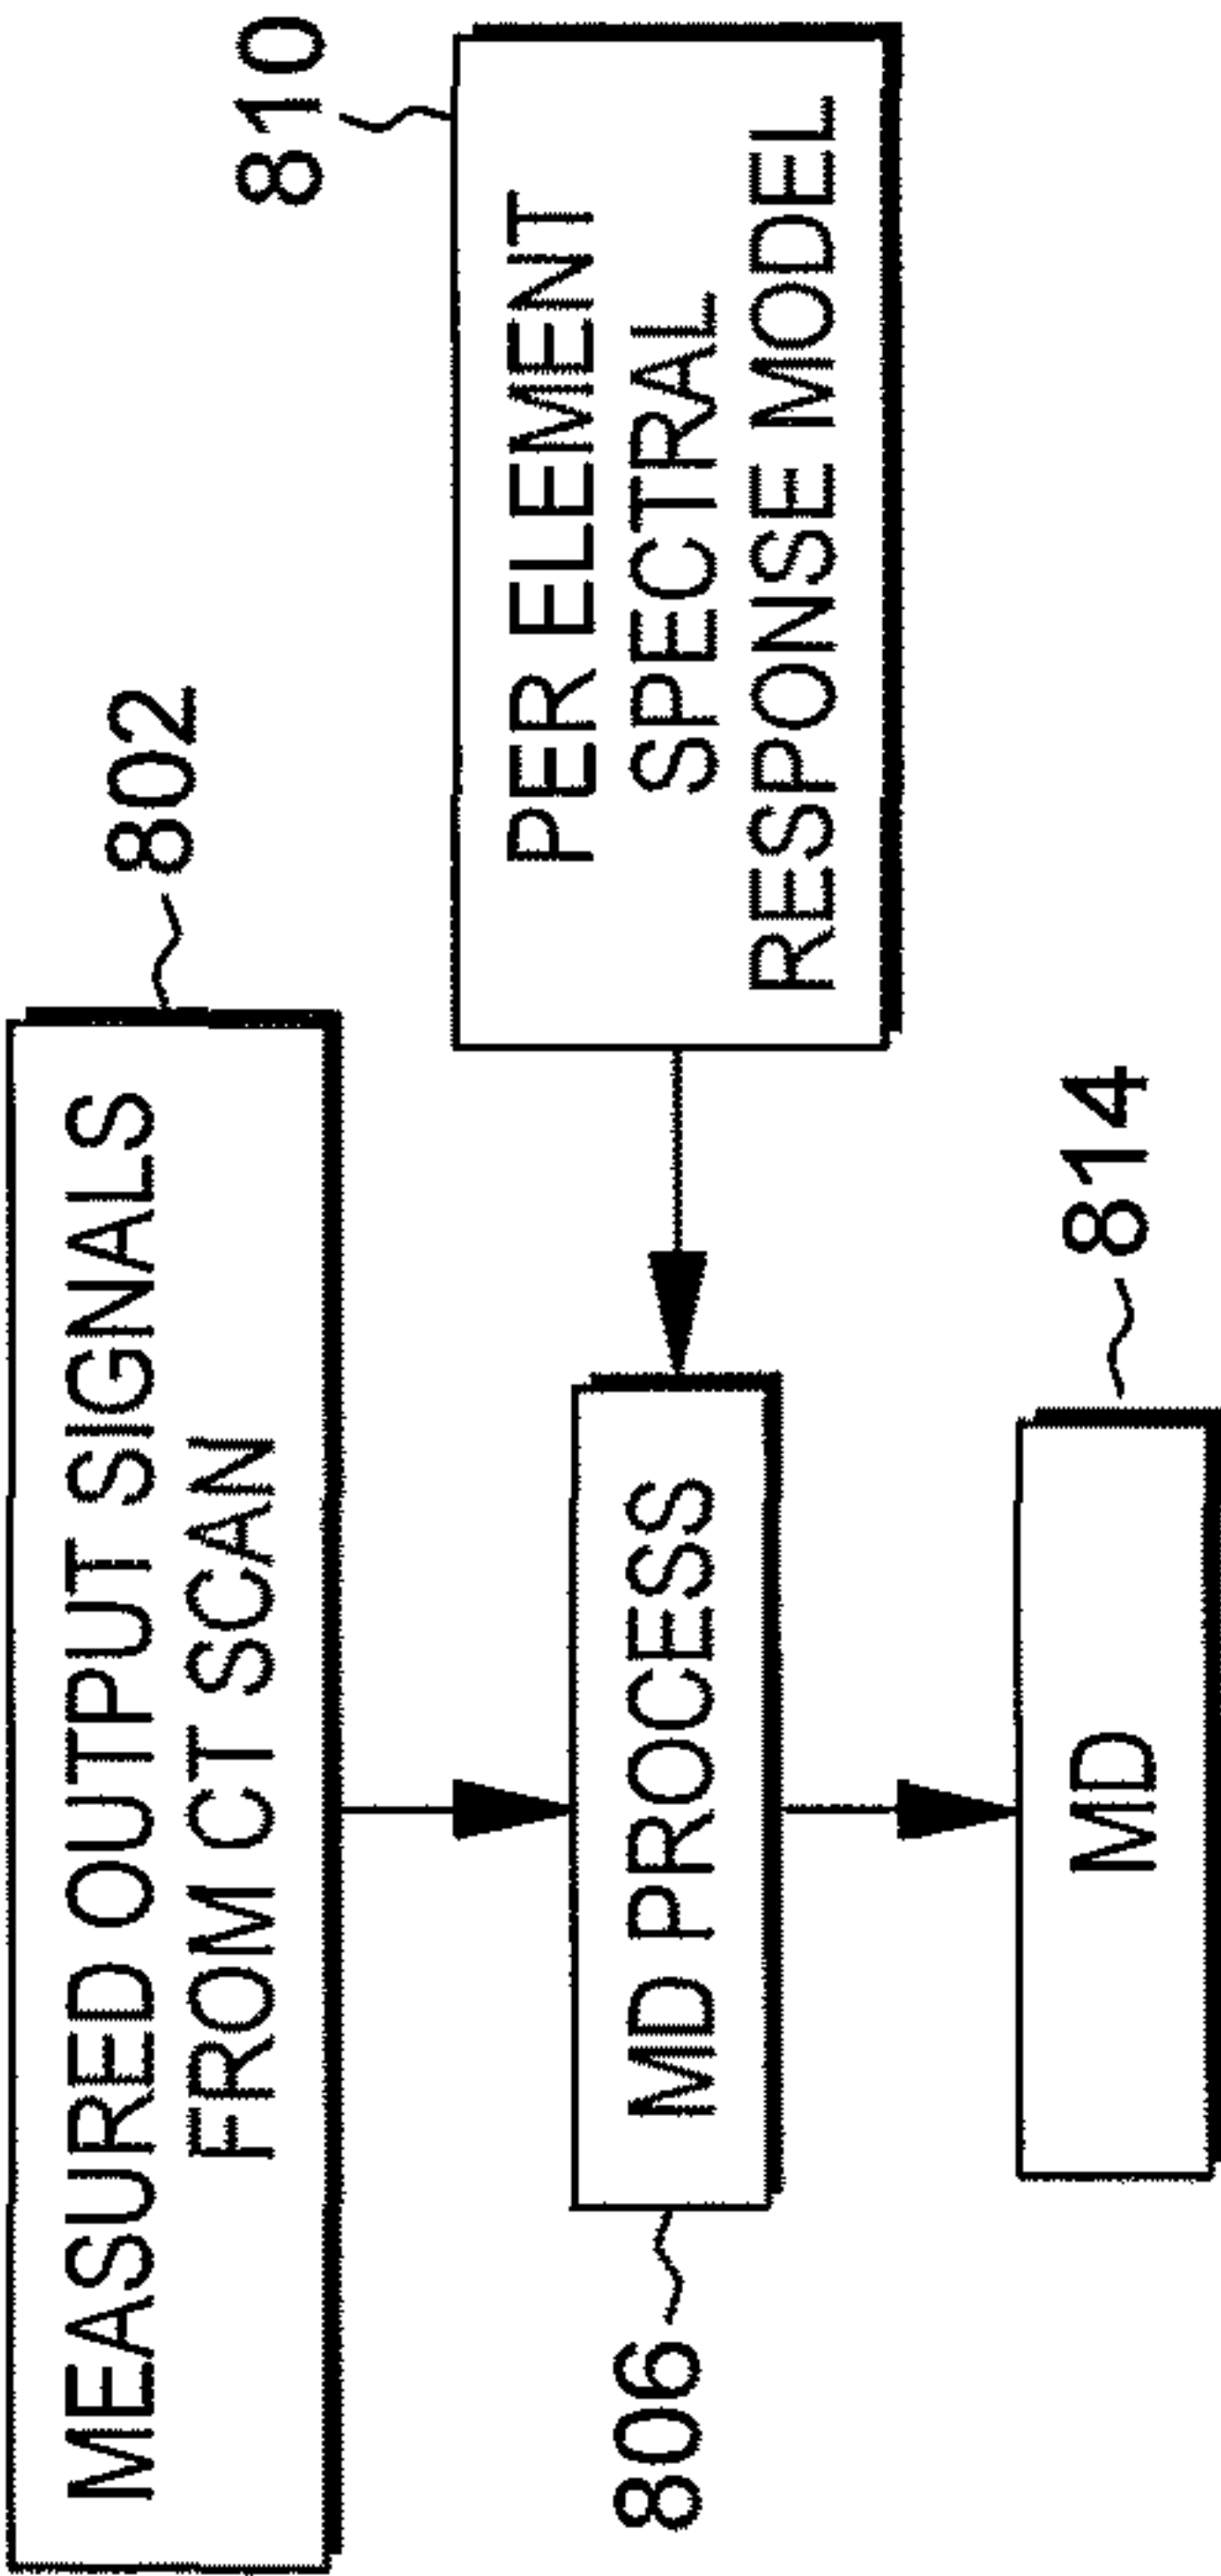 MEASURED OUTPUT SIGNALS
FROM CT SCAN
802
806
MD PROCESS
810
PER ELEMENT
SPECTRAL
RESPONSE MODEL
MD
814